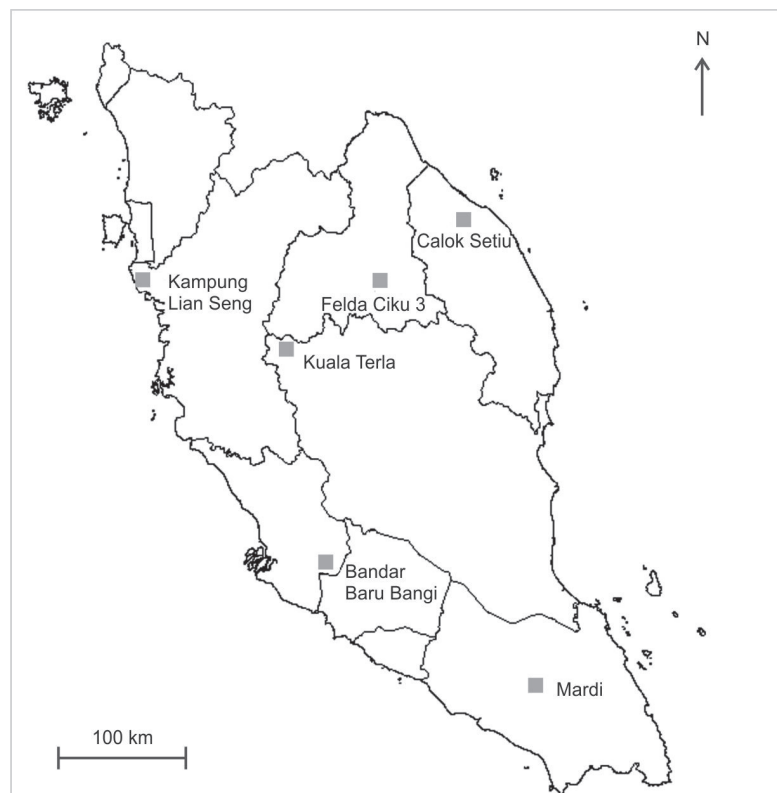 N
Calok Setiu
Kampung
Lian Seng
Felda Ciku 3
Kuala Terla
Bandar
Baru Bangi
Mardi
100 km